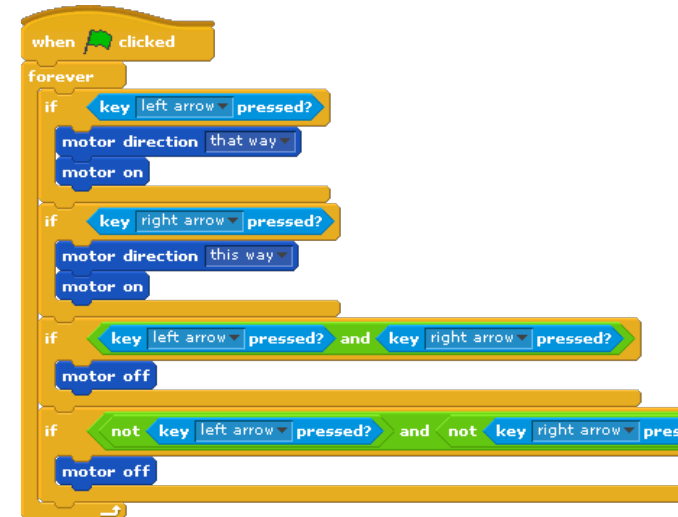 when clicked
forever
if key left arrow pressed?
motor direction that way
motor on
if key right arrow pressed?
motor direction this way
motor on
if key left arrow pressed? and key right arrow pressed?
motor off
if not key left arrow pressed? and not key right arrow pres
motor off